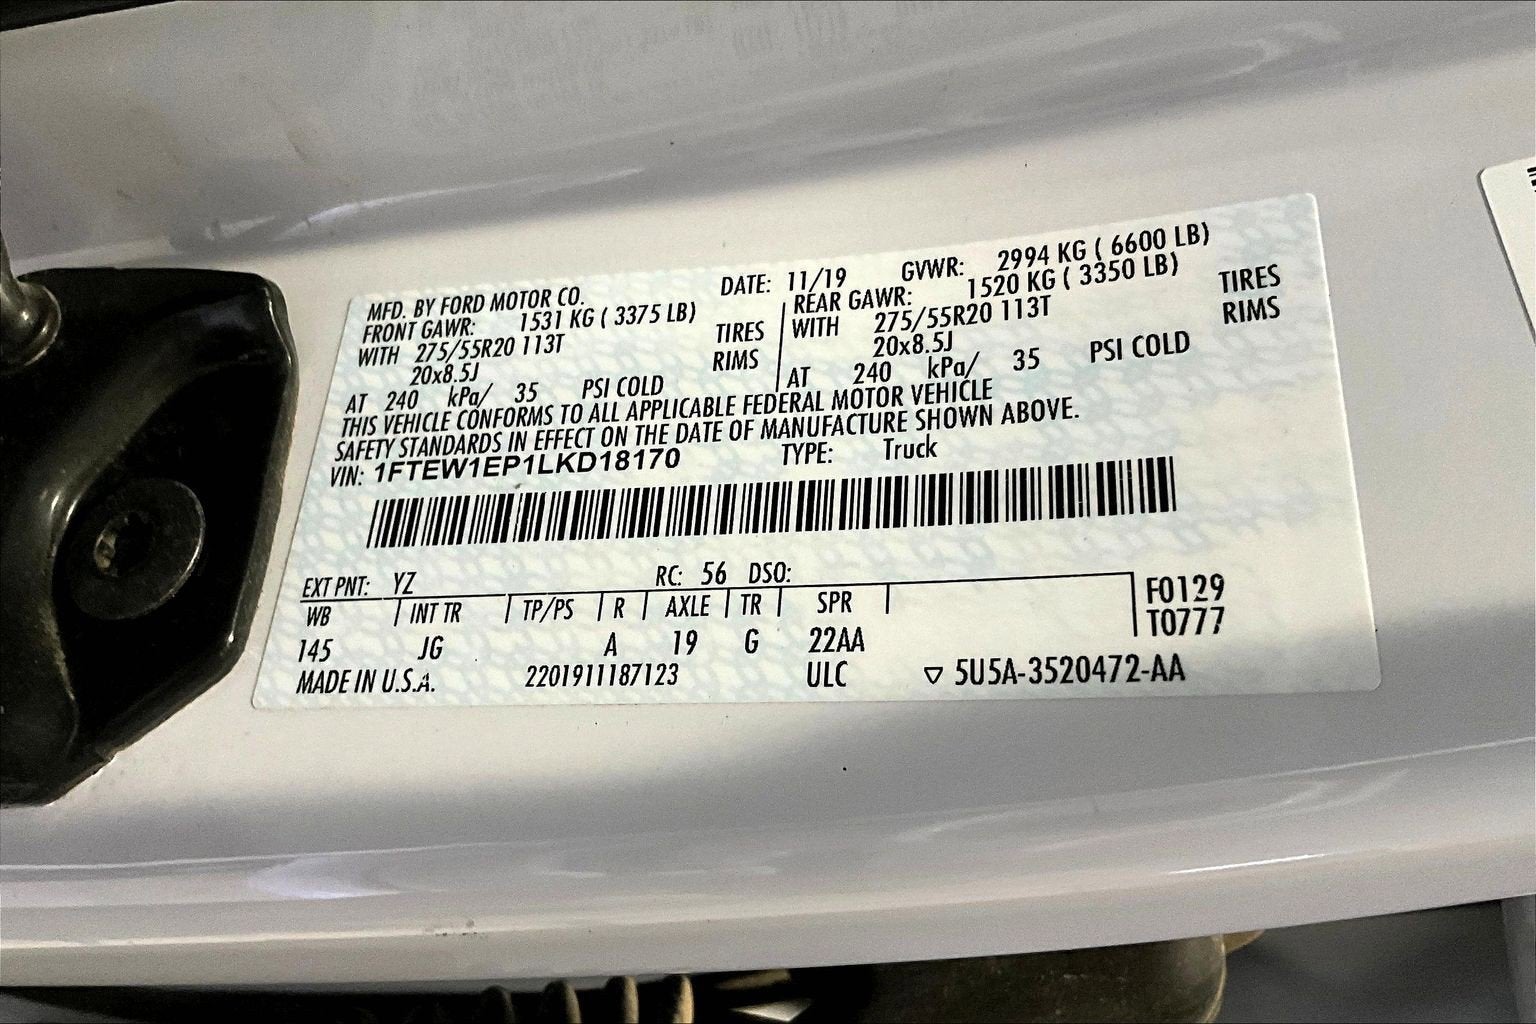 MFD. BY FORD MOTOR CO. DATE: 11/19 GVWR: 2994 KG ( 6600 LB)
FRONT GAWR: 1531 KG ( 3375 LB) REAR GAWR: 1520 KG ( 3350 LB)
WITH 275/55R20 113T TIRES WITH 275/55R20 113T TIRES
20x8.5J RIMS 20x8.5J RIMS
AT 240 kPa/ 35 PSI COLD AT 240 kPa/ 35 PSI COLD
THIS VEHICLE CONFORMS TO ALL APPLICABLE FEDERAL MOTOR VEHICLE
SAFETY STANDARDS IN EFFECT ON THE DATE OF MANUFACTURE SHOWN ABOVE.
VIN: 1FTEW1EP1LKD18170 TYPE: Truck
EXT PNT: YZ RC: 56 DSO:
WB INT TR TP/PS R AXLE TR SPR F0129
T0777
145 JG A 19 G 22AA
MADE IN U.S.A. 2201911187123 ULC ▽ 5U5A-3520472-AA